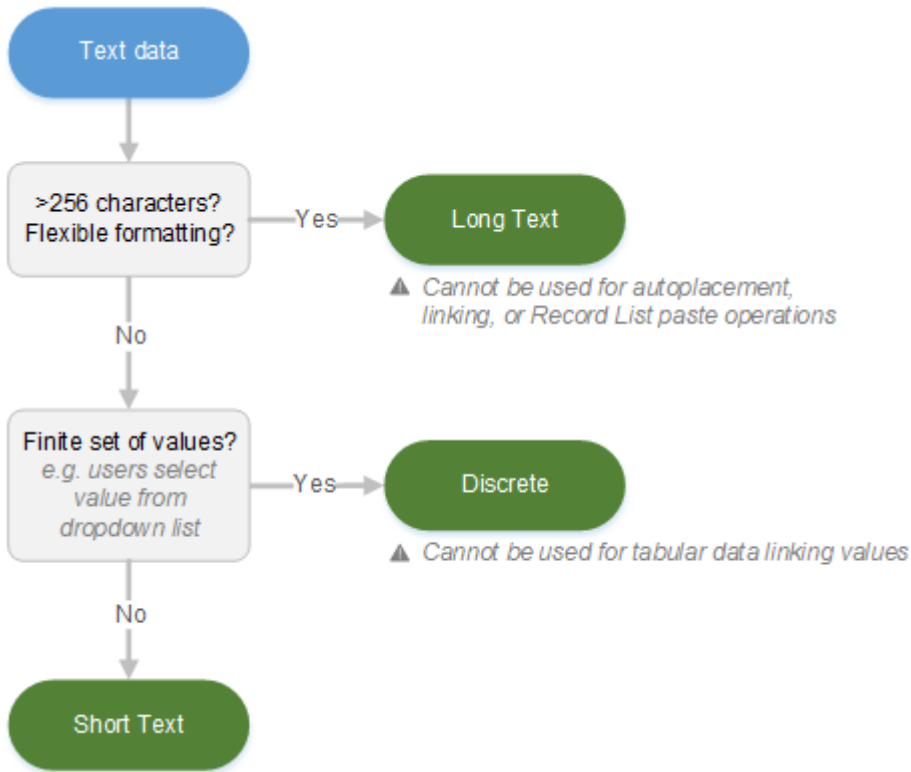 Text data
>256 characters?
Flexible formatting?
Yes
Long Text
Cannot be used for autoplacement,
linking, or Record List paste operations
No
Finite set of values?
e.g. users select
value from
dropdown list
Yes
Discrete
Cannot be used for tabular data linking values
No
Short Text